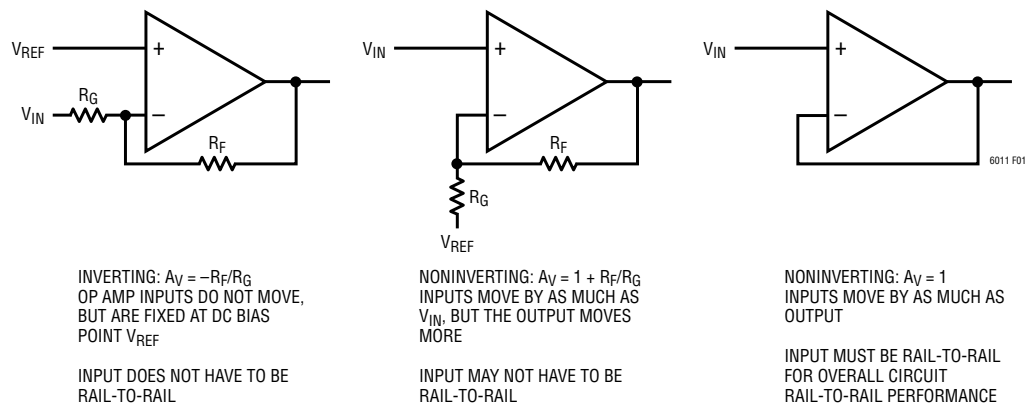 VREF
+
VIN
RG
−
RF
INVERTING: AV = –RF/RG
OP AMP INPUTS DO NOT MOVE,
BUT ARE FIXED AT DC BIAS
POINT VREF
INPUT DOES NOT HAVE TO BE
RAIL-TO-RAIL
VIN
+
−
RF
RG
VREF
NONINVERTING: AV = 1 + RF/RG
INPUTS MOVE BY AS MUCH AS
VIN, BUT THE OUTPUT MOVES
MORE
INPUT MAY NOT HAVE TO BE
RAIL-TO-RAIL
VIN
+
−
6011 F01
NONINVERTING: AV = 1
INPUTS MOVE BY AS MUCH AS
OUTPUT
INPUT MUST BE RAIL-TO-RAIL
FOR OVERALL CIRCUIT
RAIL-TO-RAIL PERFORMANCE